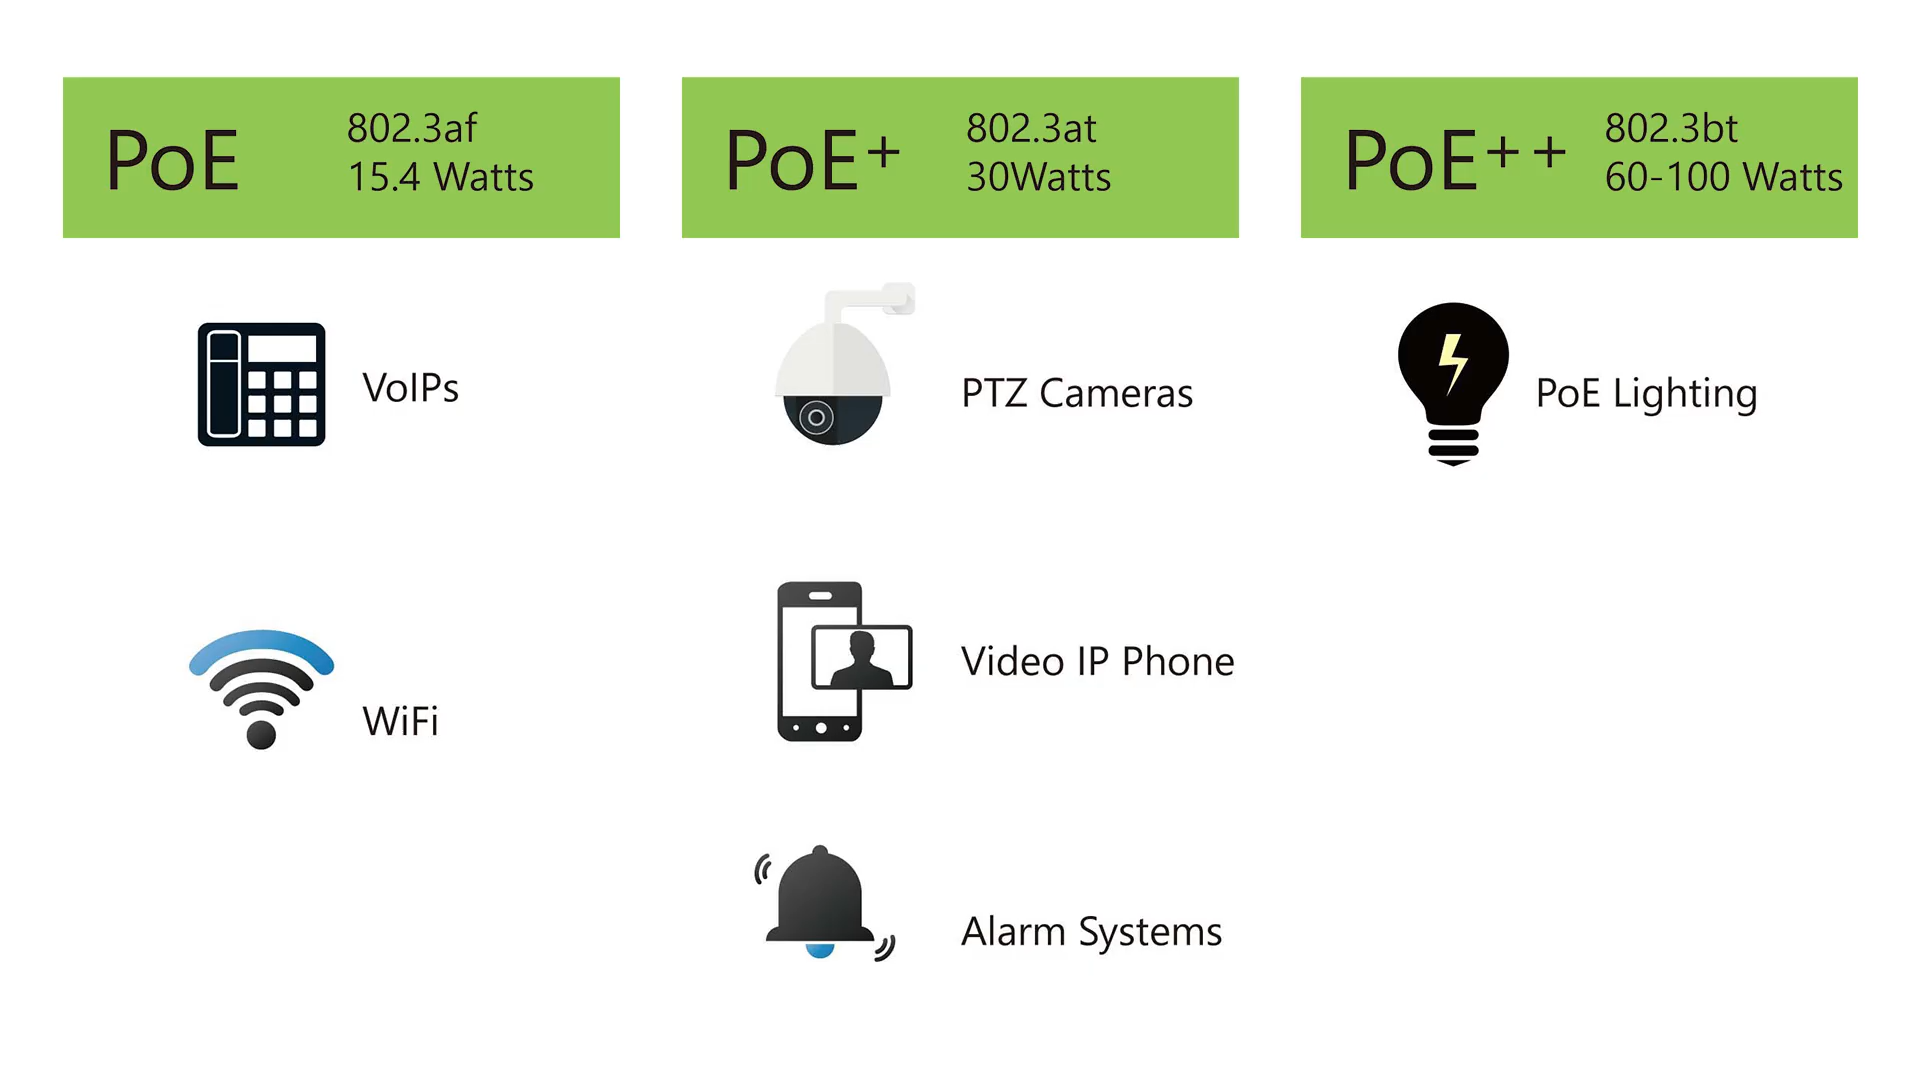 PoE
802.3af
15.4 Watts
PoE+
802.3at
30Watts
PoE++
802.3bt
60-100 Watts
VoIPs
PTZ Cameras
PoE Lighting
WiFi
Video IP Phone
Alarm Systems